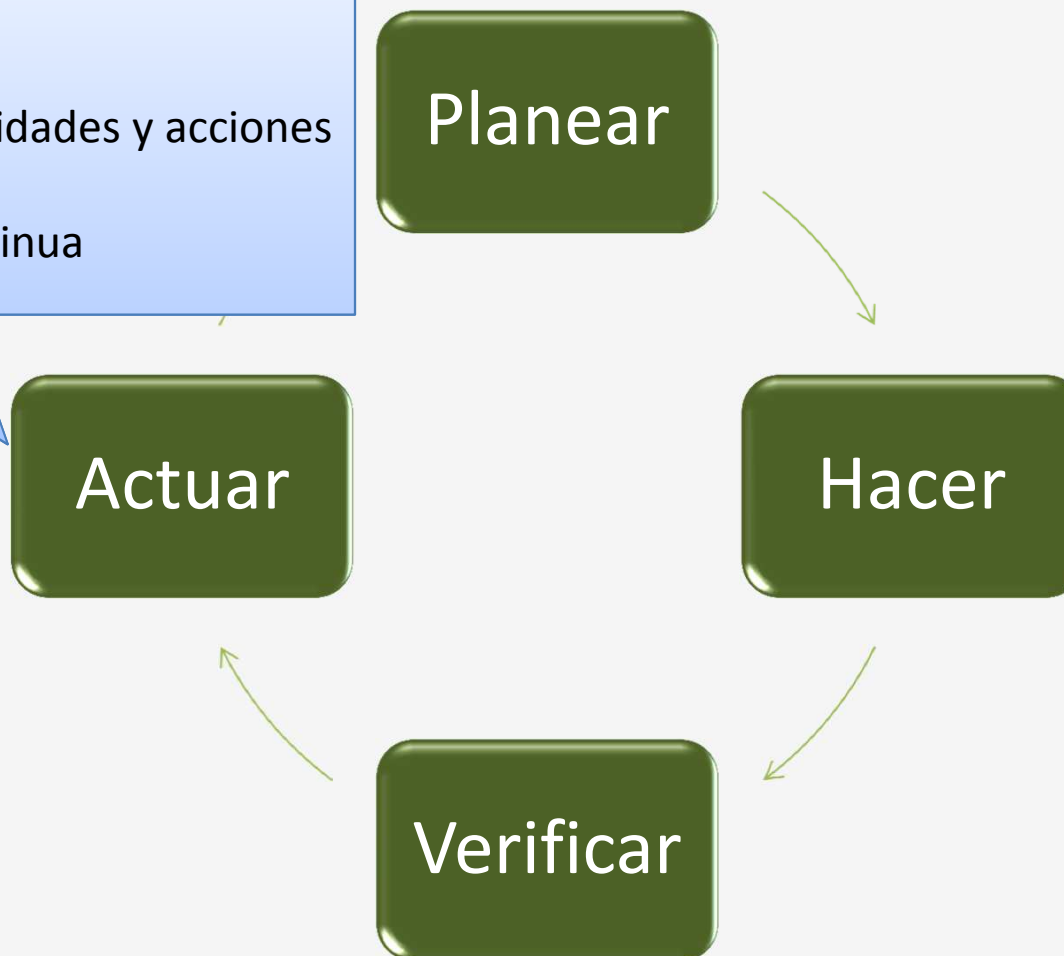 idades y acciones
inua
Planear
Actuar
Hacer
Verificar